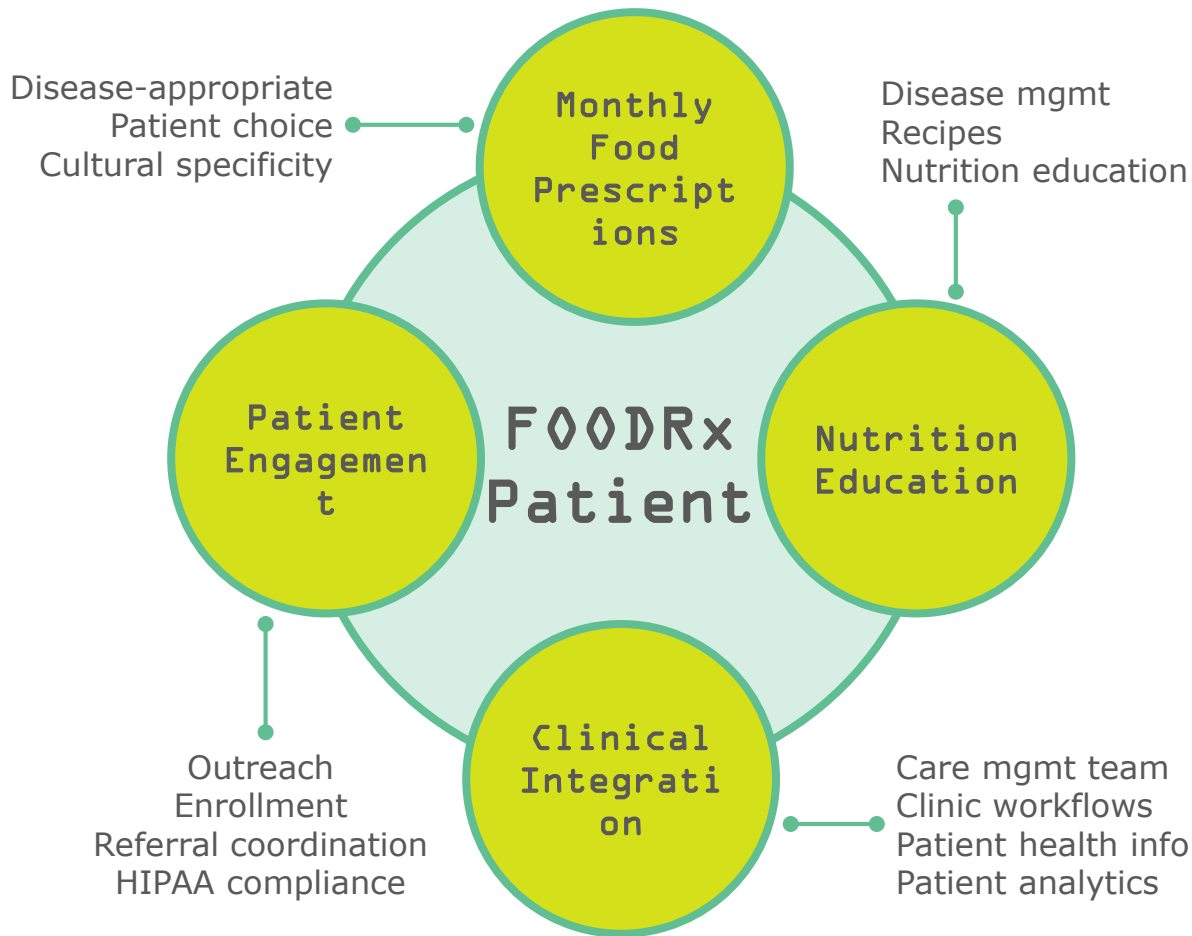 Disease-appropriate
Patient choice
Cultural specificity
Monthly
Food
Prescript
ions
Disease mgmt
Recipes
Nutrition education
Patient
Engagemen
t
FOODRx
Patient
Nutrition
Education
Clinical
Integrati
on
Outreach
Enrollment
Referral coordination
HIPAA compliance
Care mgmt team
Clinic workflows
Patient health info
Patient analytics